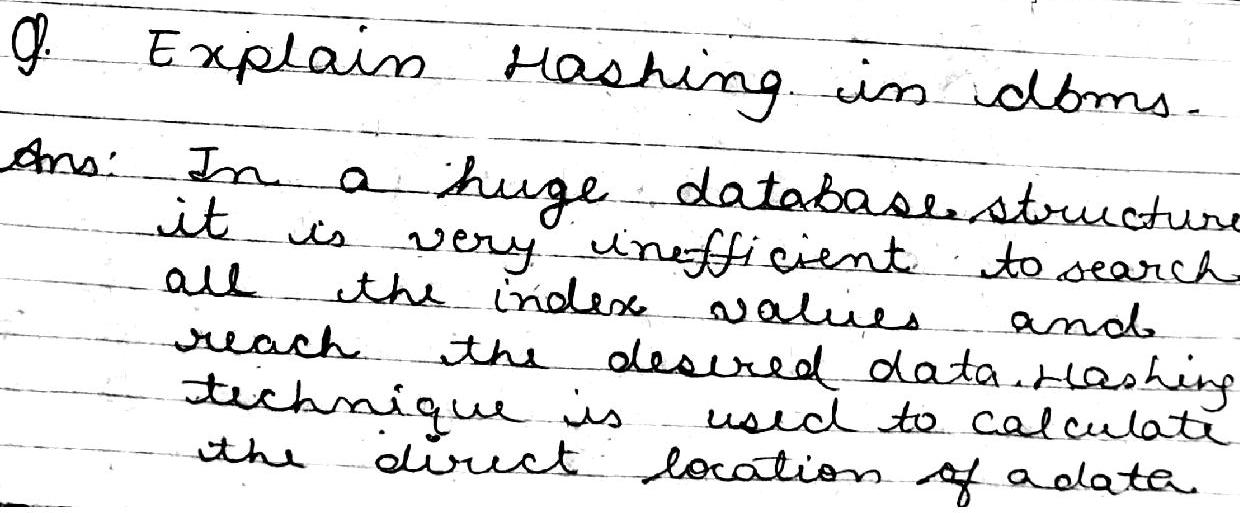 Q. Explain Hashing in dbms.
Ans: In a huge database structure
it is very inefficient to search
all the index values and
reach the desired data. Hashing
technique is used to calculate
the direct location of a data